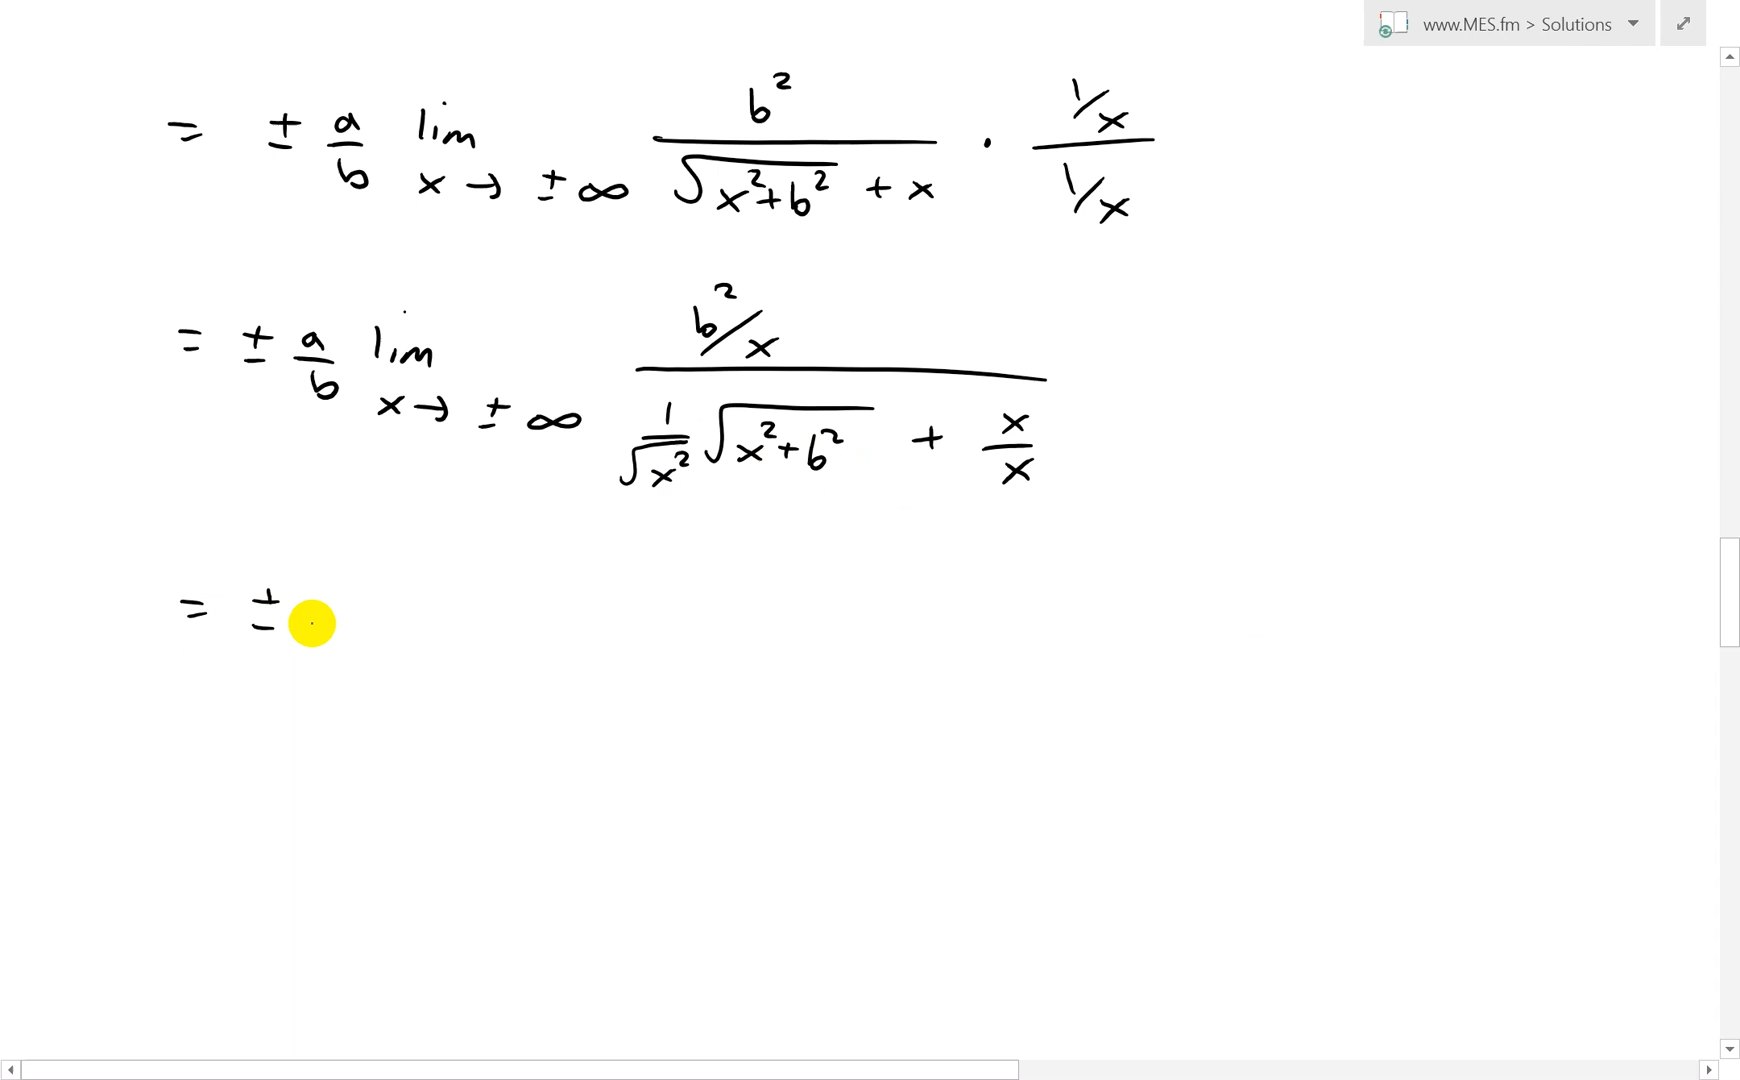 www.MES.fm > Solutions
= ± a/b lim x→ ±∞ b²/(√(x²+b²) + x) · (1/x)/(1/x)
= ± a/b lim x→ ±∞ (b²/x)/((1/√x²)√(x²+b²) + x/x)
= ±